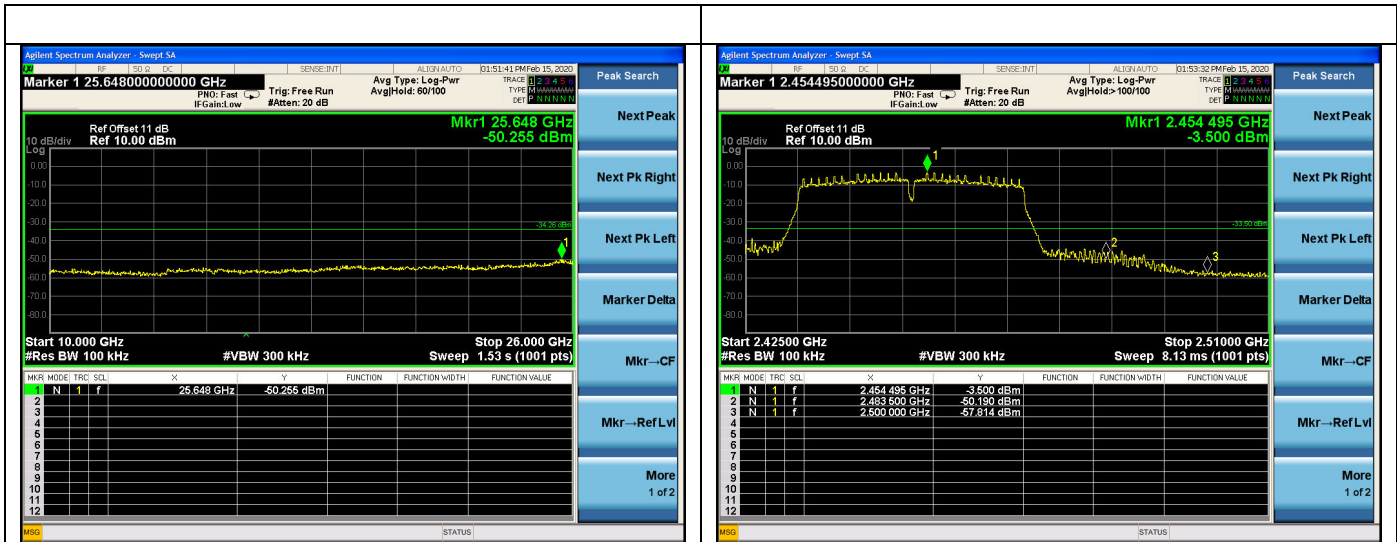 Agilent Spectrum Analyzer - Swept SA
LXI RF 50 Ω DC SENSE:INT ALIGN AUTO 01:51:41 PM Feb 15, 2020
Marker 1 25.648000000000 GHz
PNO: Fast
IFGain:Low
Trig: Free Run
#Atten: 20 dB
Avg Type: Log-Pwr
Avg|Hold: 60/100
TRACE 1 2 3 4 5 6
TYPE M
DET P N N N N N
Ref Offset 11 dB
Ref 10.00 dBm
Mkr1 25.648 GHz
-50.255 dBm
10 dB/div
Log
0.00
-10.0
-20.0
-30.0
-40.0
-50.0
-60.0
-70.0
-80.0
-34.26 dBm
1
Start 10.000 GHz
Stop 26.000 GHz
#Res BW 100 kHz
#VBW 300 kHz
Sweep 1.53 s (1001 pts)
MKR MODE TRC SCL X Y FUNCTION FUNCTION WIDTH FUNCTION VALUE
1 N 1 f 25.648 GHz -50.255 dBm
2
3
4
5
6
7
8
9
10
11
12
MSG STATUS
Peak Search
Next Peak
Next Pk Right
Next Pk Left
Marker Delta
Mkr→CF
Mkr→Ref Lvl
More
1 of 2
Agilent Spectrum Analyzer - Swept SA
LXI RF 50 Ω DC SENSE:INT ALIGN AUTO 01:53:32 PM Feb 15, 2020
Marker 1 2.454495000000 GHz
PNO: Fast
IFGain:Low
Trig: Free Run
#Atten: 20 dB
Avg Type: Log-Pwr
Avg|Hold:>100/100
TRACE 1 2 3 4 5 6
TYPE M
DET P N N N N N
Ref Offset 11 dB
Ref 10.00 dBm
Mkr1 2.454 495 GHz
-3.500 dBm
10 dB/div
Log
0.00
-10.0
-20.0
-30.0
-40.0
-50.0
-60.0
-70.0
-80.0
-33.50 dBm
1
2
3
Start 2.42500 GHz
Stop 2.51000 GHz
#Res BW 100 kHz
#VBW 300 kHz
Sweep 8.13 ms (1001 pts)
MKR MODE TRC SCL X Y FUNCTION FUNCTION WIDTH FUNCTION VALUE
1 N 1 f 2.454 495 GHz -3.500 dBm
2 N 1 f 2.483 500 GHz -50.190 dBm
3 N 1 f 2.500 000 GHz -57.814 dBm
4
5
6
7
8
9
10
11
12
MSG STATUS
Peak Search
Next Peak
Next Pk Right
Next Pk Left
Marker Delta
Mkr→CF
Mkr→Ref Lvl
More
1 of 2